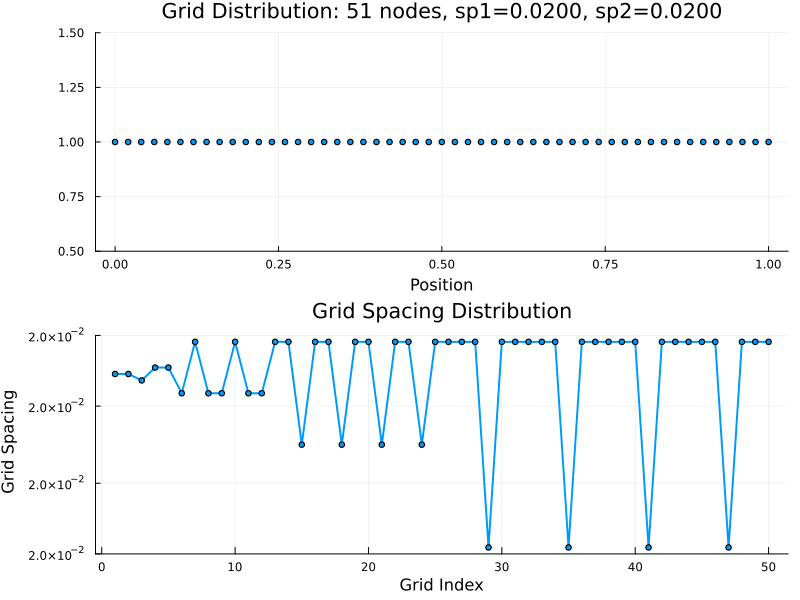 Grid Distribution: 51 nodes, sp1=0.0200, sp2=0.0200
1.50
1.25
1.00
0.75
0.50
0.00 0.25 0.50 0.75 1.00
Position
Grid Spacing Distribution
2.0×10⁻²
2.0×10⁻²
2.0×10⁻²
2.0×10⁻²
Grid Spacing
0 10 20 30 40 50
Grid Index